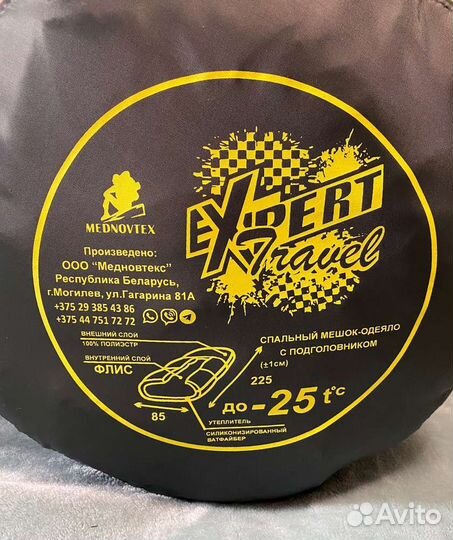 EXPERT
Travel
MEDNOVTEX
Произведено:
ООО "Медновтекс"
Республика Беларусь,
г.Могилев, ул.Гагарина 81А
+375 29 385 43 86
+375 44 751 72 72
ВНЕШНИЙ СЛОЙ
100% ПОЛИЭСТР
ВНУТРЕННИЙ СЛОЙ
ФЛИС
СПАЛЬНЫЙ МЕШОК-ОДЕЯЛО
С ПОДГОЛОВНИКОМ
(±1см)
225
85
до -25 t°c
УТЕПЛИТЕЛЬ
СИЛИКОНИЗИРОВАННЫЙ
ВАТФАЙБЕР
Avito